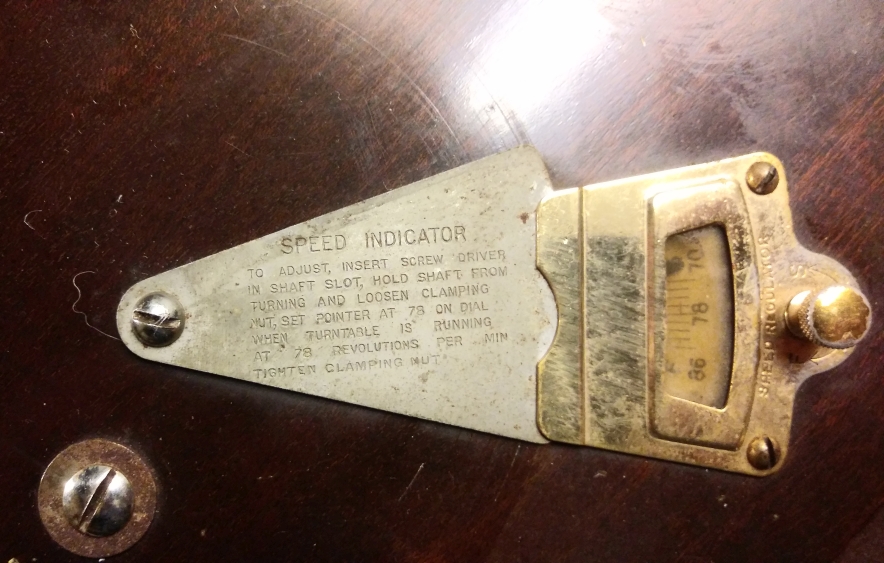 SPEED INDICATOR
TO ADJUST, INSERT SCREW DRIVER
IN SHAFT SLOT, HOLD SHAFT FROM
TURNING AND LOOSEN CLAMPING
NUT, SET POINTER AT 78 ON DIAL
WHEN TURNTABLE IS RUNNING
AT 78 REVOLUTIONS PER MIN
TIGHTEN CLAMPING NUT
70
78
86
SPEED REGULATOR
S
F